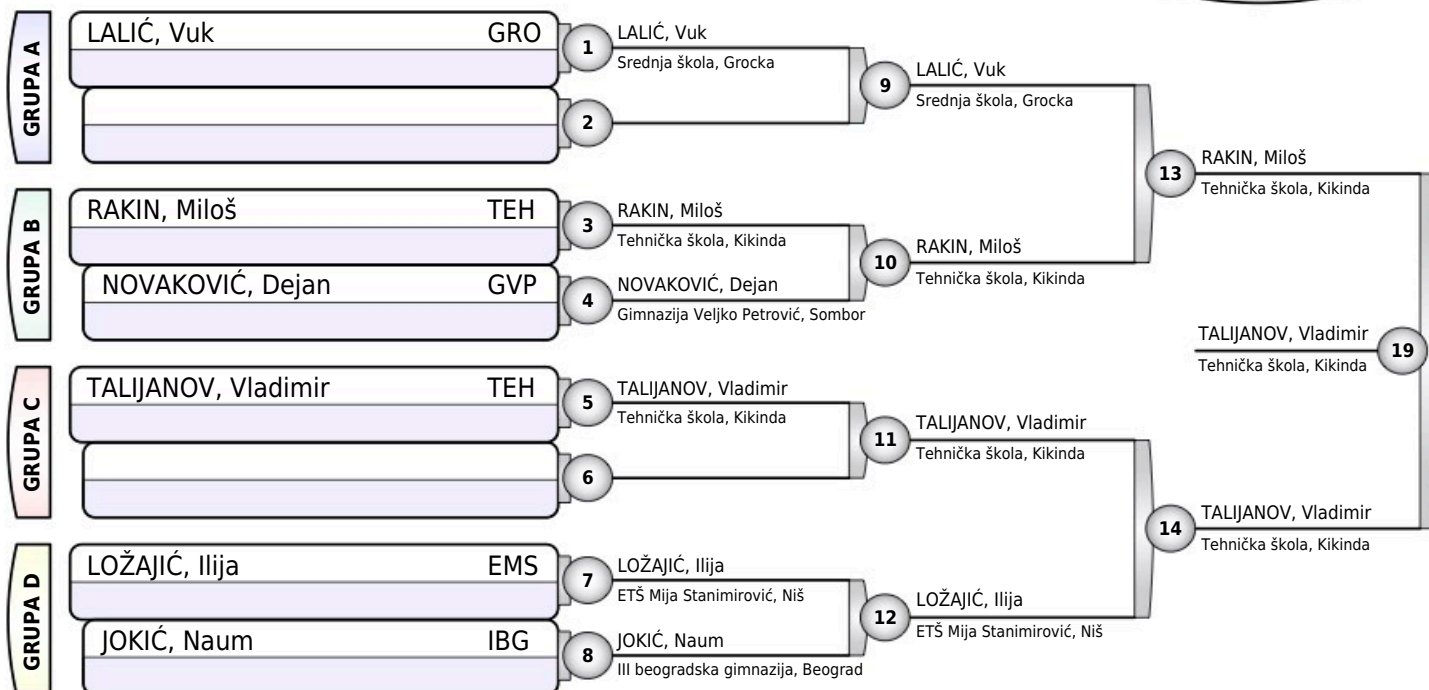 GRUPA A
LALIĆ, Vuk GRO
1
LALIĆ, Vuk
Srednja škola, Grocka
2
9
LALIĆ, Vuk
Srednja škola, Grocka
GRUPA B
RAKIN, Miloš TEH
3
RAKIN, Miloš
Tehnička škola, Kikinda
NOVAKOVIĆ, Dejan GVP
4
NOVAKOVIĆ, Dejan
Gimnazija Veljko Petrović, Sombor
10
RAKIN, Miloš
Tehnička škola, Kikinda
13
RAKIN, Miloš
Tehnička škola, Kikinda
GRUPA C
TALIJANOV, Vladimir TEH
5
TALIJANOV, Vladimir
Tehnička škola, Kikinda
6
11
TALIJANOV, Vladimir
Tehnička škola, Kikinda
GRUPA D
LOŽAJIĆ, Ilija EMS
7
LOŽAJIĆ, Ilija
ETŠ Mija Stanimirović, Niš
JOKIĆ, Naum IBG
8
JOKIĆ, Naum
III beogradska gimnazija, Beograd
12
LOŽAJIĆ, Ilija
ETŠ Mija Stanimirović, Niš
14
TALIJANOV, Vladimir
Tehnička škola, Kikinda
TALIJANOV, Vladimir
Tehnička škola, Kikinda
19